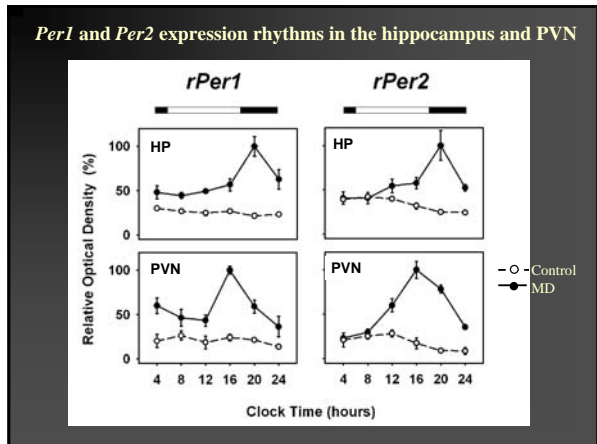 Per1 and Per2 expression rhythms in the hippocampus and PVN
rPer1
rPer2
Relative Optical Density (%)
HP
100
50
0
HP
PVN
100
50
0
PVN
4 8 12 16 20 24
4 8 12 16 20 24
Clock Time (hours)
Control
MD